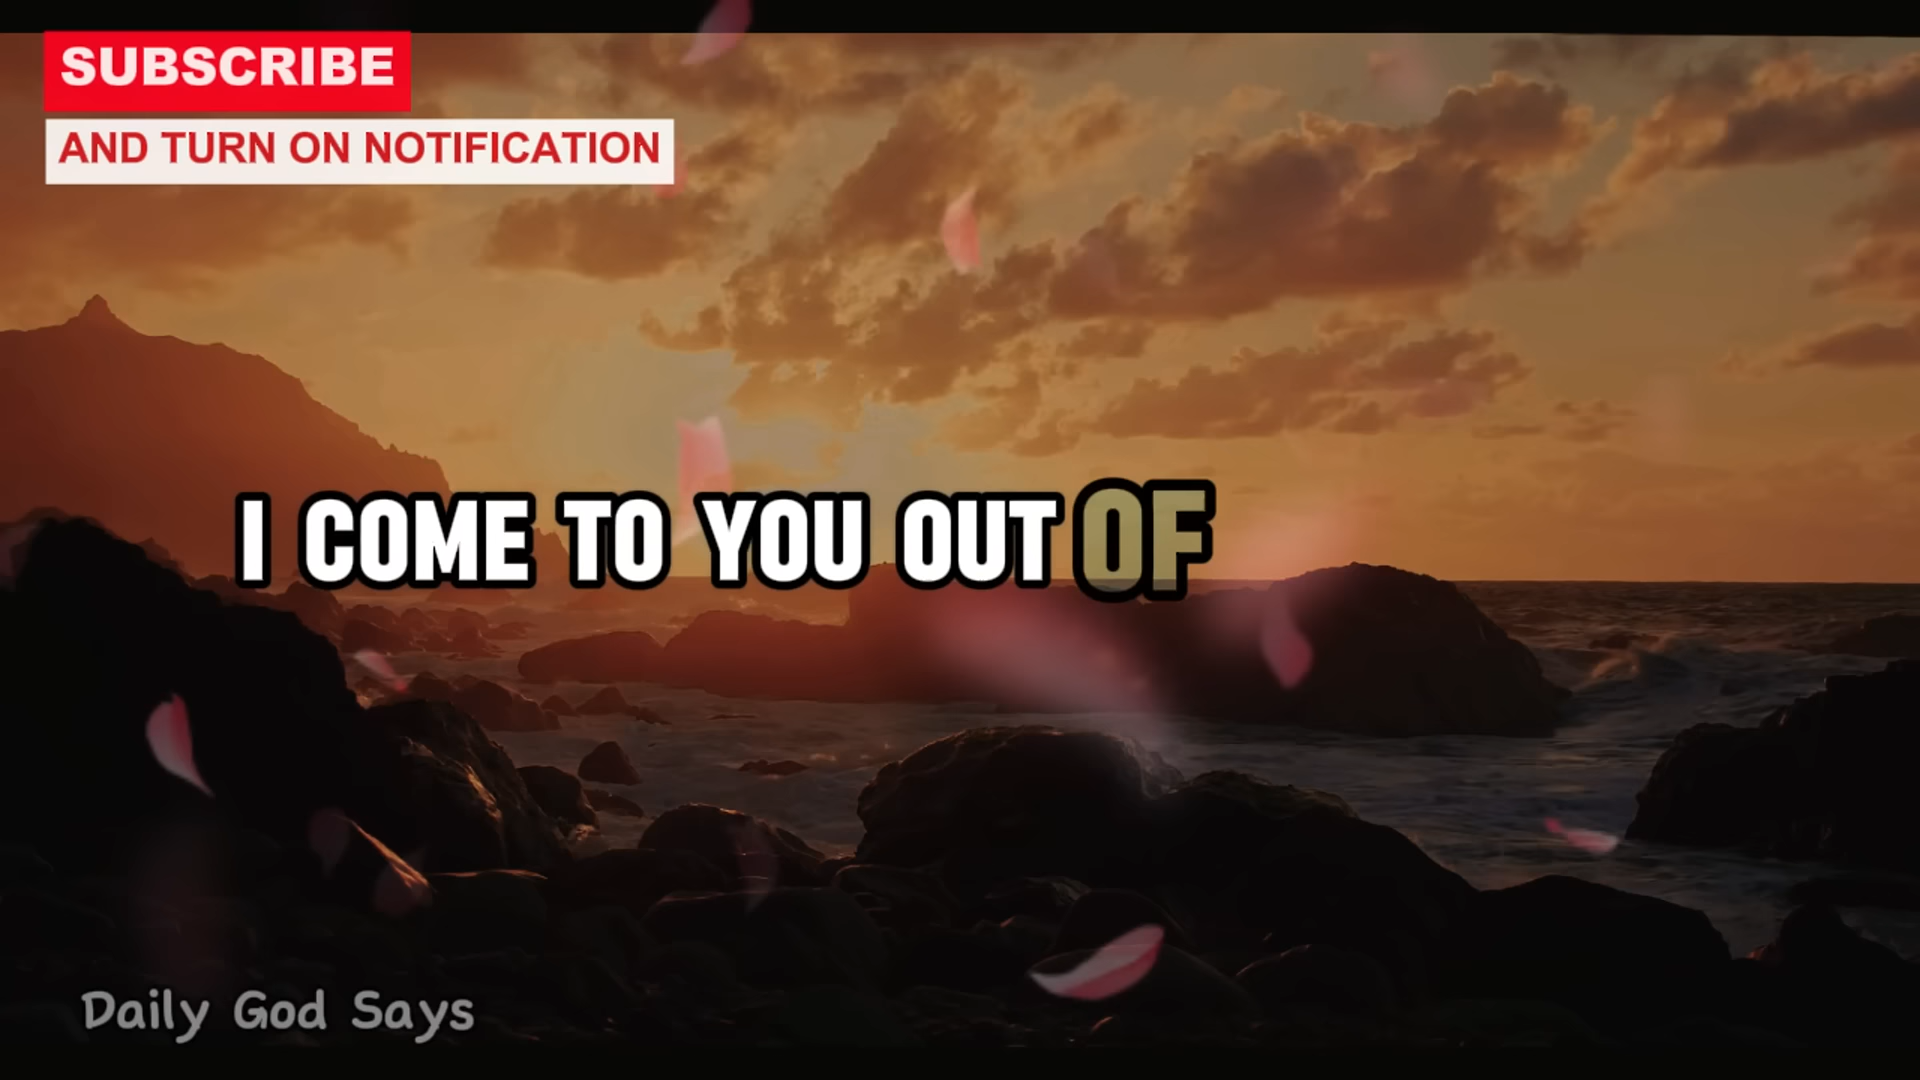 SUBSCRIBE
AND TURN ON NOTIFICATION
I COME TO YOU OUT OF
Daily God Says